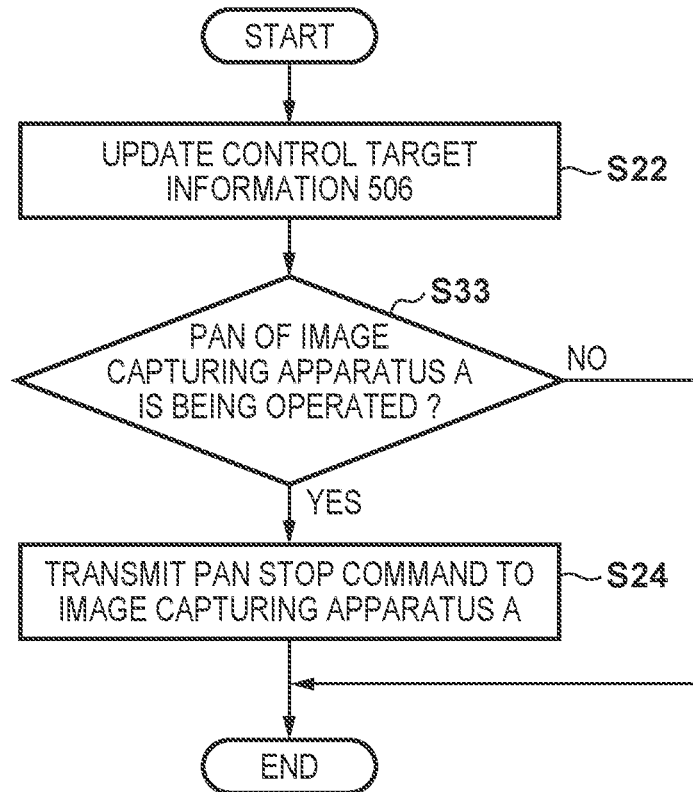 START
UPDATE CONTROL TARGET
INFORMATION 506
S22
S33
PAN OF IMAGE
CAPTURING APPARATUS A
IS BEING OPERATED ?
NO
YES
TRANSMIT PAN STOP COMMAND TO
IMAGE CAPTURING APPARATUS A
S24
END